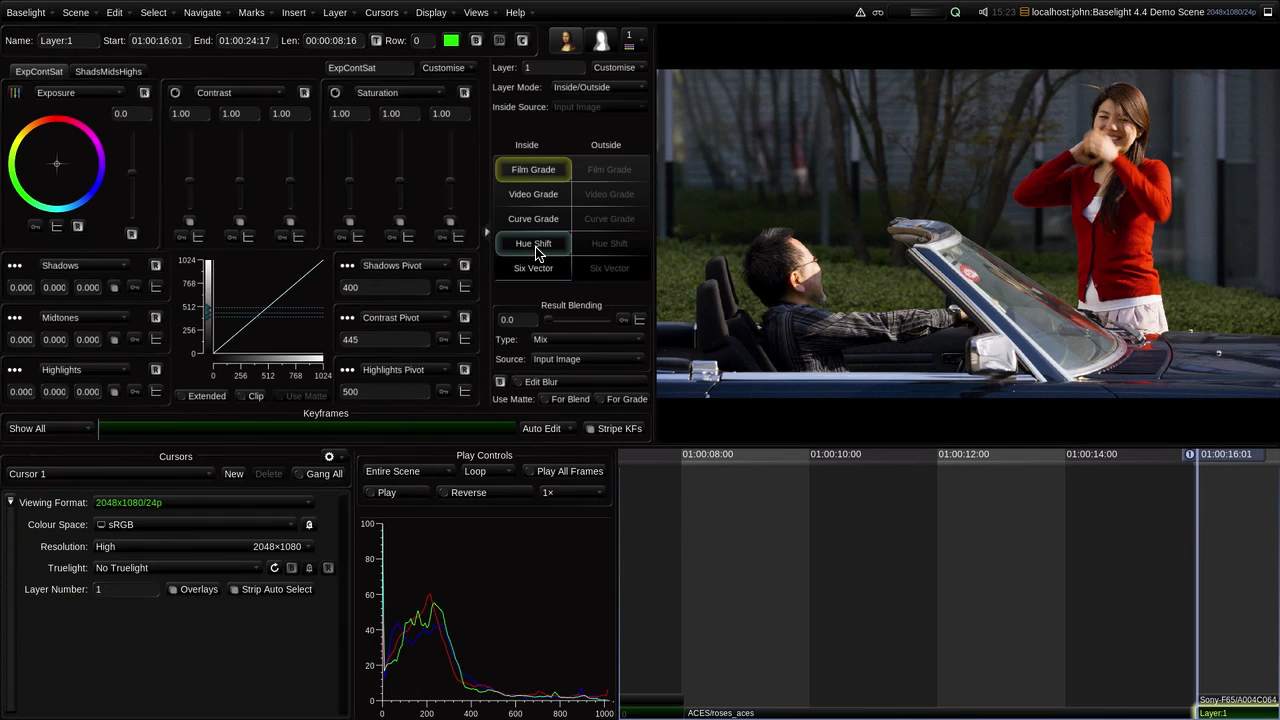 Baselight Scene Edit Select Navigate Marks Insert Layer Cursors Display Views Help 15:23 localhost:john:Baselight 4.4 Demo Scene 2048x1080/24p
Name: Layer:1 Start: 01:00:16:01 End: 01:00:24:17 Len: 00:00:08:16 T Row: 0 1
ExpContSat ShadsMidsHighs ExpContSat Customise Layer: 1 Customise
Layer Mode: Inside/Outside
Exposure R Contrast R Saturation R
Inside Source: Input Image
0.0 1.00 1.00 1.00 1.00 1.00 1.00
Inside Outside
Film Grade Film Grade
Video Grade Video Grade
Curve Grade Curve Grade
Hue Shift Hue Shift
Six Vector Six Vector
Shadows R 1024 Shadows Pivot R
768
0.000 0.000 0.000 400
512
Midtones R Contrast Pivot R
256
0.000 0.000 0.000 445
0
Highlights R Highlights Pivot R
0 256 512 768 1024
0.000 0.000 0.000 Extended Clip Use Matte 500
Result Blending
0.0
Type: Mix
Source: Input Image
B Edit Blur
Use Matte: For Blend For Grade
Keyframes
Show All Auto Edit Stripe KFs
Cursors
Cursor 1 New Delete Gang All
Viewing Format: 2048x1080/24p
Colour Space: sRGB
Resolution: High 2048×1080
Truelight: No Truelight R
Layer Number: 1 Overlays Strip Auto Select
Play Controls
Entire Scene Loop Play All Frames
Play Reverse 1×
100
80
60
40
20
0
0 200 400 600 800 1000
01:00:08:00 01:00:10:00 01:00:12:00 01:00:14:00 01:00:16:01
Sony-F65/A004C064
0 ACES/roses_aces Layer:1